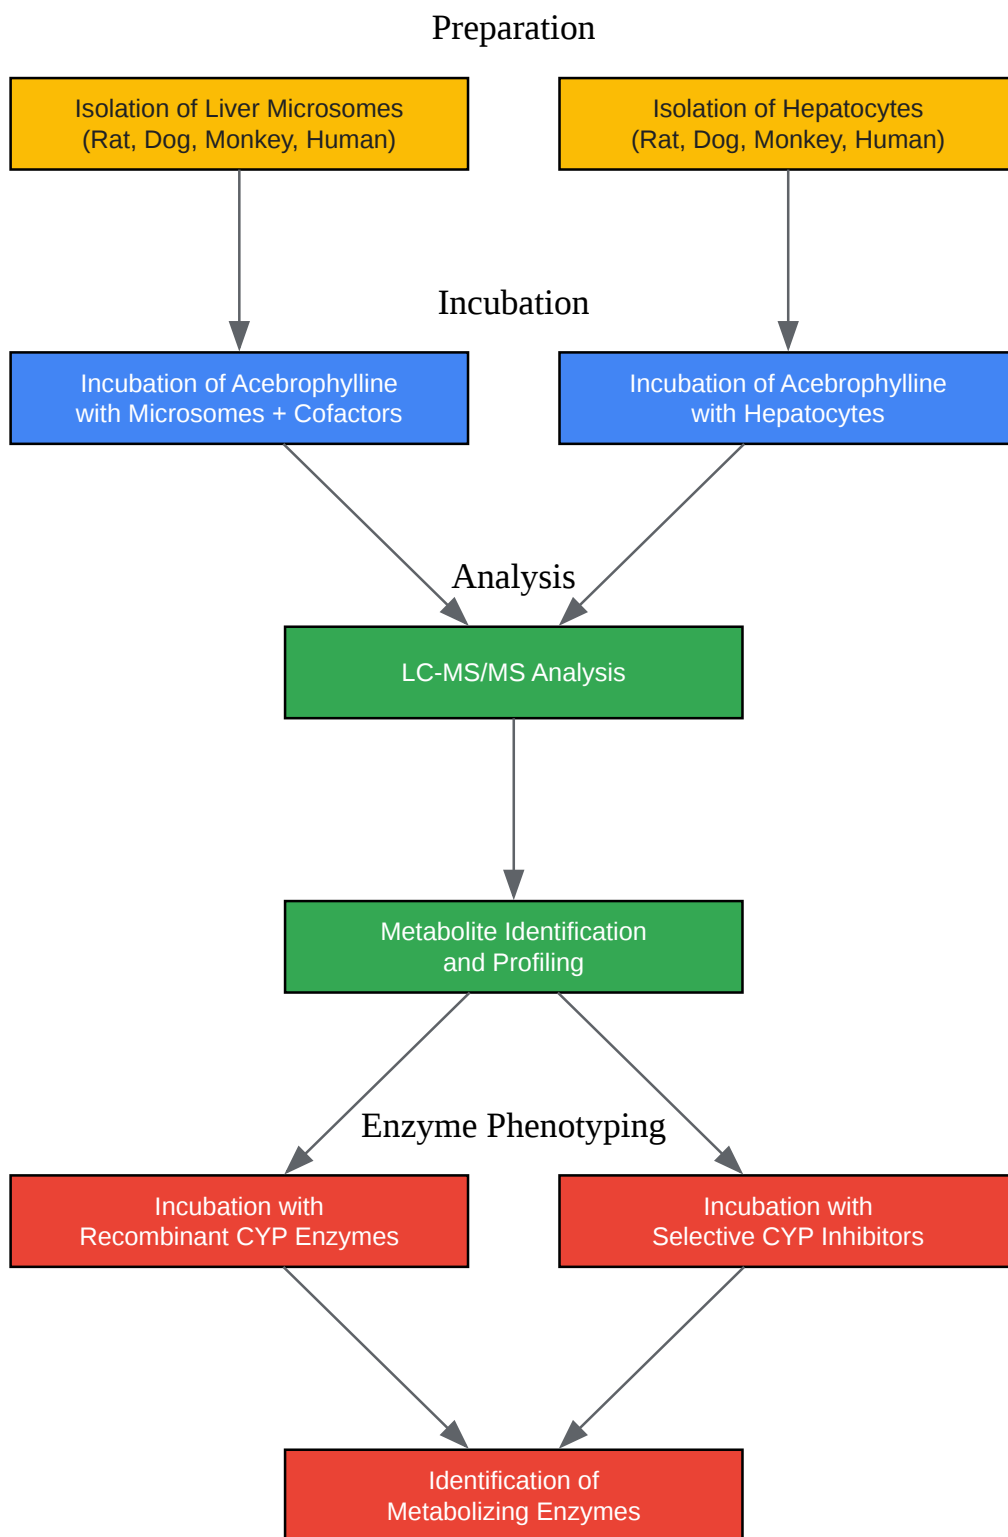 Preparation
Isolation of Liver Microsomes
(Rat, Dog, Monkey, Human)
Isolation of Hepatocytes
(Rat, Dog, Monkey, Human)
Incubation
Incubation of Acebrophylline
with Microsomes + Cofactors
Incubation of Acebrophylline
with Hepatocytes
Analysis
LC-MS/MS Analysis
Metabolite Identification
and Profiling
Enzyme Phenotyping
Incubation with
Recombinant CYP Enzymes
Incubation with
Selective CYP Inhibitors
Identification of
Metabolizing Enzymes